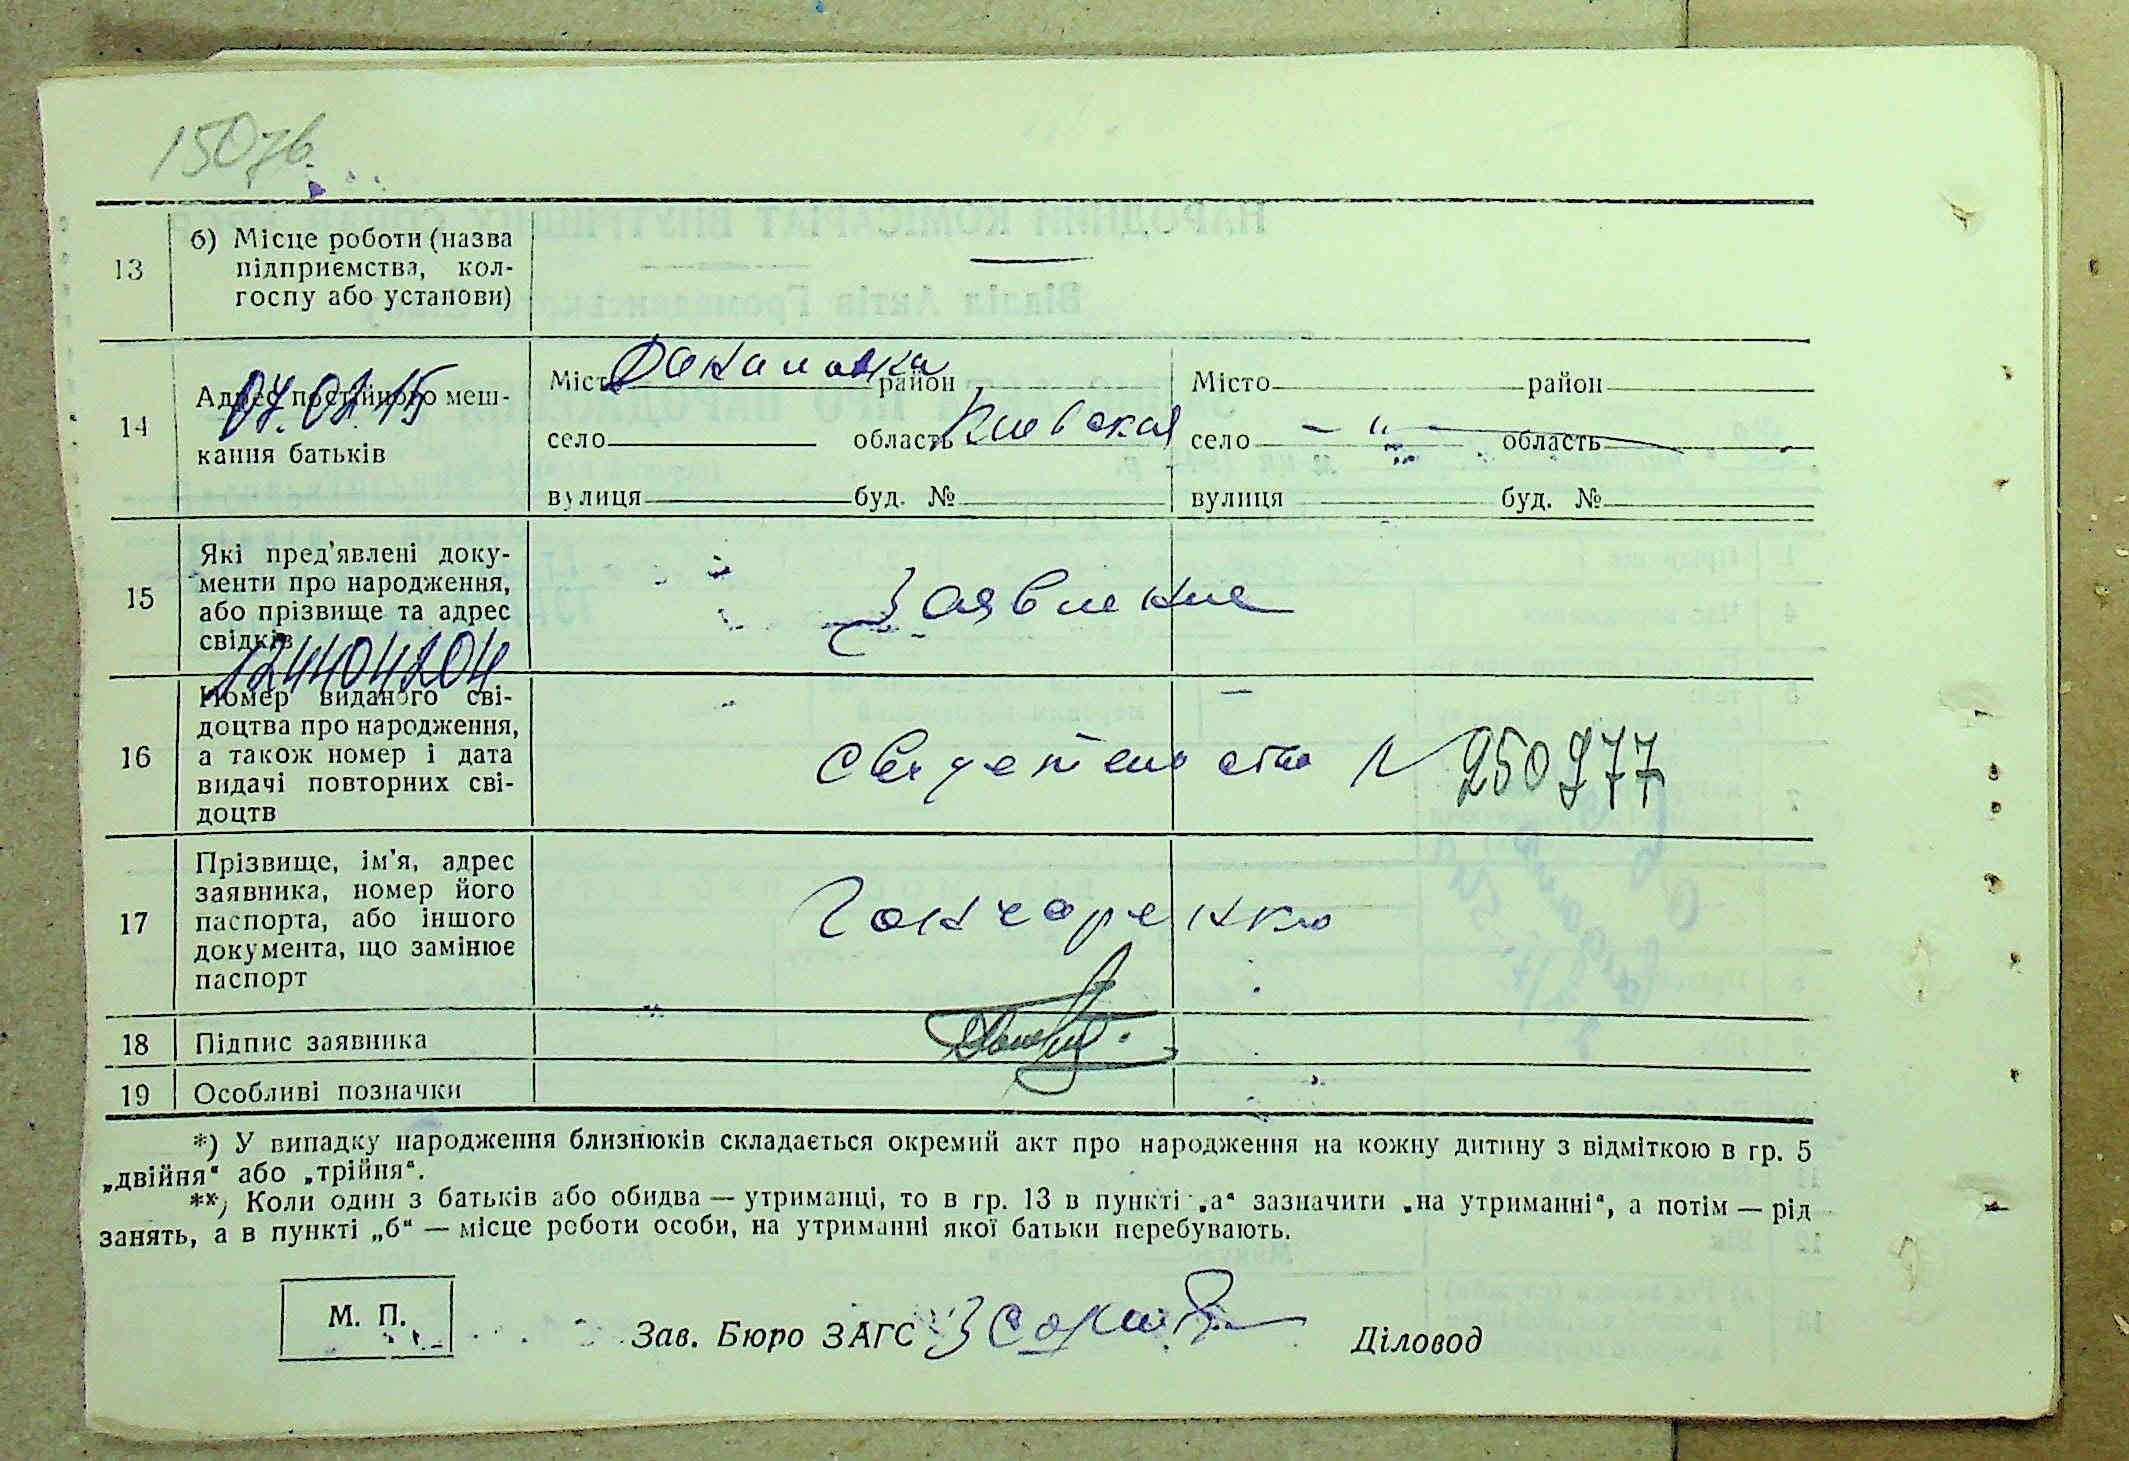 150 зв
13
б) Місце роботи (назва
підприємства, кол-
госпу або установи)
—
14
Адрес постійного меш-
кання батьків
07.02.15
Місто район
село область Киевская
вулиця буд. №
Місто район
село — " — область
вулиця буд. №
15
Які пред'явлені доку-
менти про народження,
або прізвище та адрес
свідків
Заявление
124404204
16
Номер виданого сві-
доцтва про народження,
а також номер і дата
видачі повторних сві-
доцтв
свидетельство N 250977
17
Прізвище, ім'я, адрес
заявника, номер його
паспорта, або іншого
документа, що замінює
паспорт
Гончаренко
18 Підпис заявника
19 Особливі позначки
*) У випадку народження близнюків складається окремий акт про народження на кожну дитину з відміткою в гр. 5
„двійня“ або „трійня“.
**) Коли один з батьків або обидва — утриманці, то в гр. 13 в пункті „а“ зазначити „на утриманні“, а потім — рід
занять, а в пункті „б“ — місце роботи особи, на утриманні якої батьки перебувають.
М. П.
Зав. Бюро ЗАГС
Діловод